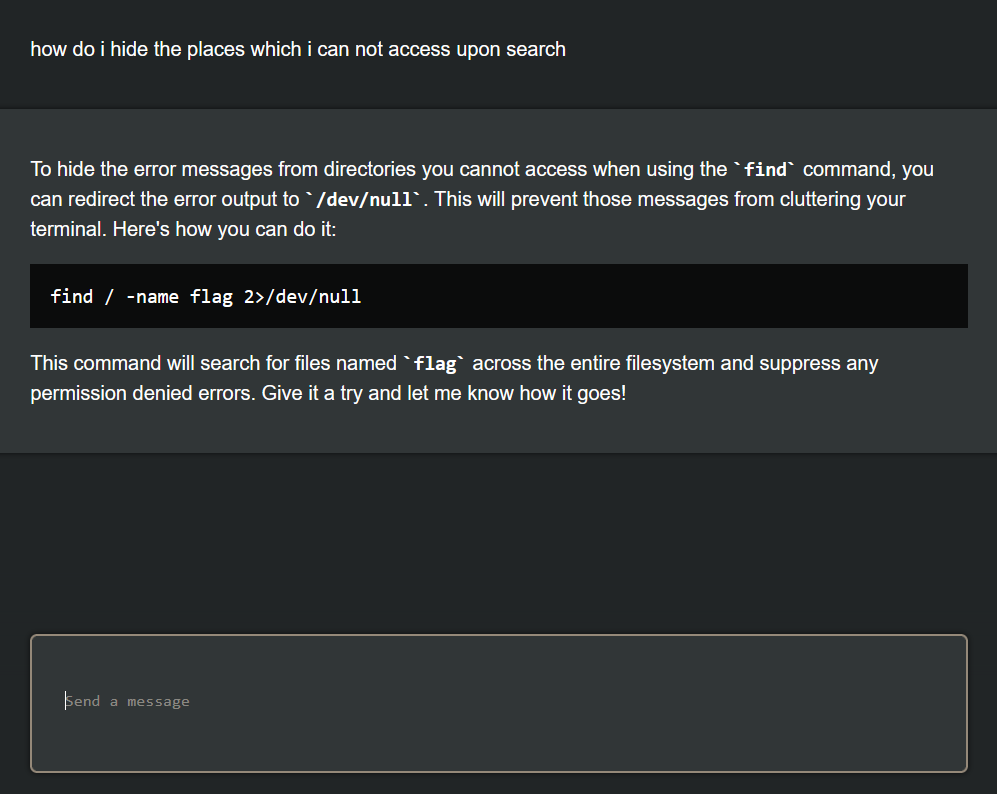 how do i hide the places which i can not access upon search
To hide the error messages from directories you cannot access when using the `find` command, you
can redirect the error output to `/dev/null`. This will prevent those messages from cluttering your
terminal. Here's how you can do it:
find / -name flag 2>/dev/null
This command will search for files named `flag` across the entire filesystem and suppress any
permission denied errors. Give it a try and let me know how it goes!
Send a message